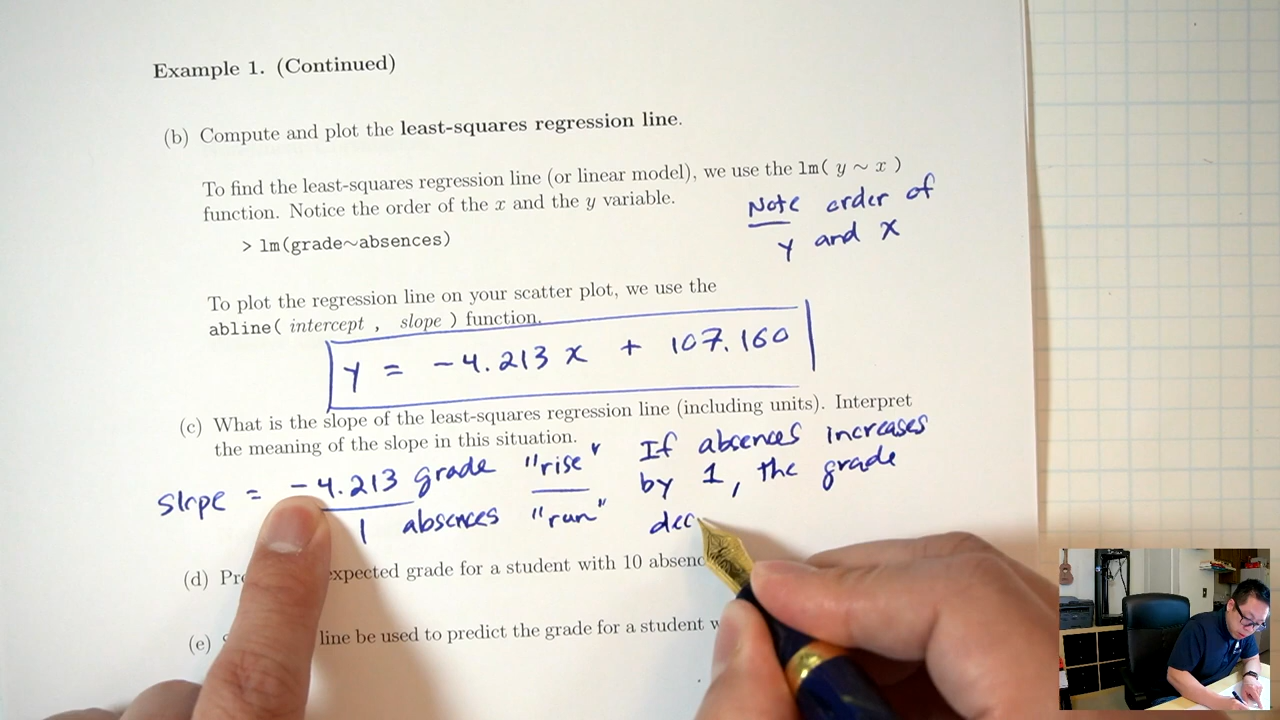 Example 1. (Continued)
(b) Compute and plot the least-squares regression line.
To find the least-squares regression line (or linear model), we use the lm( y ~ x )
function. Notice the order of the x and the y variable.
Note order of
y and x
> lm(grade~absences)
To plot the regression line on your scatter plot, we use the
abline( intercept , slope ) function.
y = -4.213 x + 107.160
(c) What is the slope of the least-squares regression line (including units). Interpret
the meaning of the slope in this situation.
slope = -4.213 grade "rise"
1 absences "run"
If absences increases
by 1, the grade
dec
(d) expected grade for a student with 10
(e) line be used to predict the grade for a student